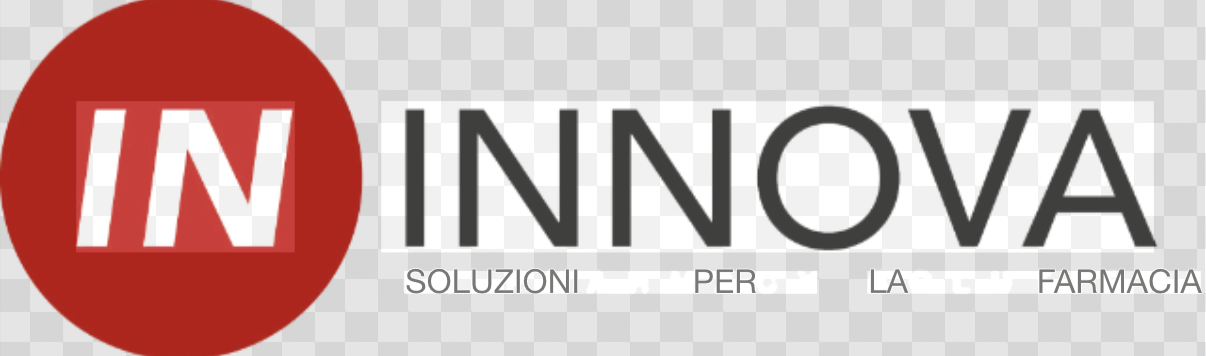 IN INNOVA
SOLUZIONI PER LA FARMACIA